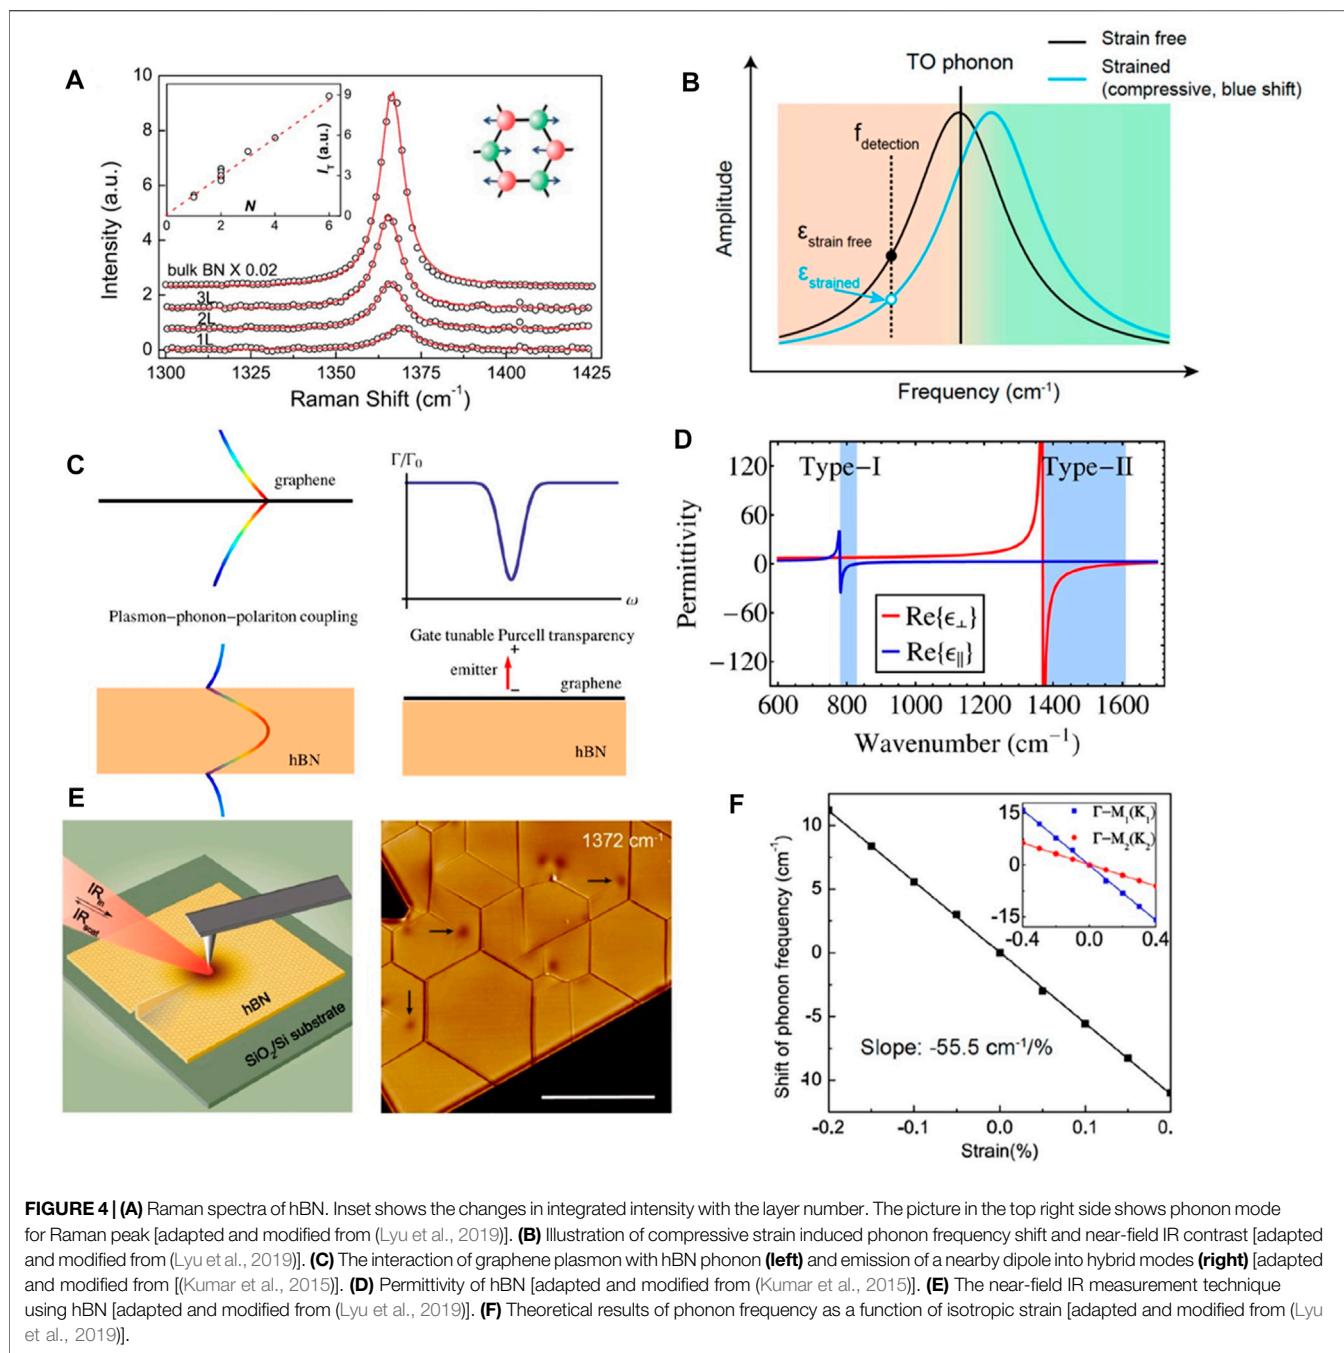 A
10
8
6
4
2
0
Intensity (a.u.)
9
6
3
0
I_T (a.u.)
0
2
4
6
N
bulk BN X 0.02
3L
2L
1L
1300
1325
1350
1375
1400
1425
Raman Shift (cm⁻¹)
B
Strain free
Strained
(compressive, blue shift)
TO phonon
f_detection
ε_strain free
ε_strained
Amplitude
Frequency (cm⁻¹)
C
graphene
Plasmon−phonon−polariton coupling
hBN
Γ/Γ₀
ω
Gate tunable Purcell transparency
+
emitter
−
graphene
hBN
D
120
60
0
−60
−120
Permittivity
Type−I
Type−II
Re{ϵ⊥}
Re{ϵ∥}
600
800
1000
1200
1400
1600
Wavenumber (cm⁻¹)
E
IR_in
IR_scat
hBN
SiO₂/Si substrate
1372 cm⁻¹
F
10
5
0
-5
-10
Shift of phonon frequency (cm⁻¹)
15
0
-15
Γ−M₁(K₁)
Γ−M₂(K₂)
-0.4
0.0
0.4
Slope: -55.5 cm⁻¹/%
-0.2
-0.1
0.0
0.1
0.
Strain(%)
FIGURE 4 | (A) Raman spectra of hBN. Inset shows the changes in integrated intensity with the layer number. The picture in the top right side shows phonon mode
for Raman peak [adapted and modified from (Lyu et al., 2019)]. (B) Illustration of compressive strain induced phonon frequency shift and near-field IR contrast [adapted
and modified from (Lyu et al., 2019)]. (C) The interaction of graphene plasmon with hBN phonon (left) and emission of a nearby dipole into hybrid modes (right) [adapted
and modified from [(Kumar et al., 2015)]. (D) Permittivity of hBN [adapted and modified from (Kumar et al., 2015)]. (E) The near-field IR measurement technique
using hBN [adapted and modified from (Lyu et al., 2019)]. (F) Theoretical results of phonon frequency as a function of isotropic strain [adapted and modified from (Lyu
et al., 2019)].